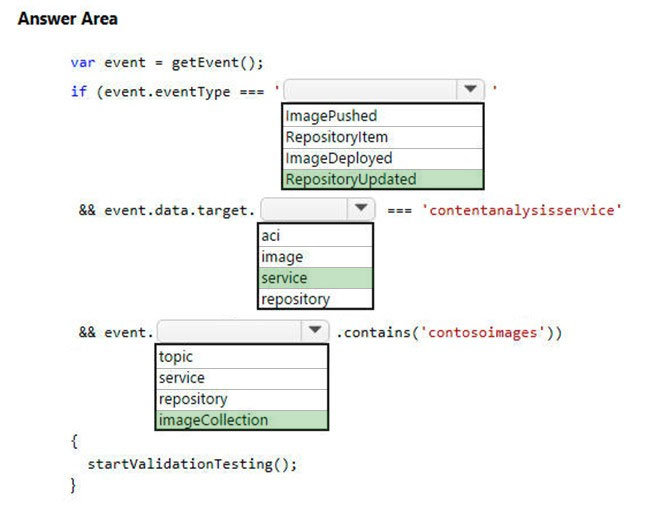 Answer Area
var event = getEvent();
if (event.eventType === ' '
ImagePushed
RepositoryItem
ImageDeployed
RepositoryUpdated
&& event.data.target. === 'contentanalysisservice'
aci
image
service
repository
&& event. .contains('contosoimages'))
topic
service
repository
imageCollection
{
startValidationTesting();
}